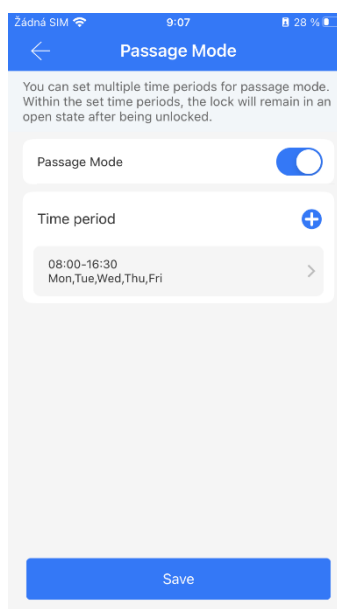 Žádná SIM 9:07 28 %
Passage Mode
You can set multiple time periods for passage mode.
Within the set time periods, the lock will remain in an
open state after being unlocked.
Passage Mode
Time period
08:00-16:30
Mon,Tue,Wed,Thu,Fri
Save